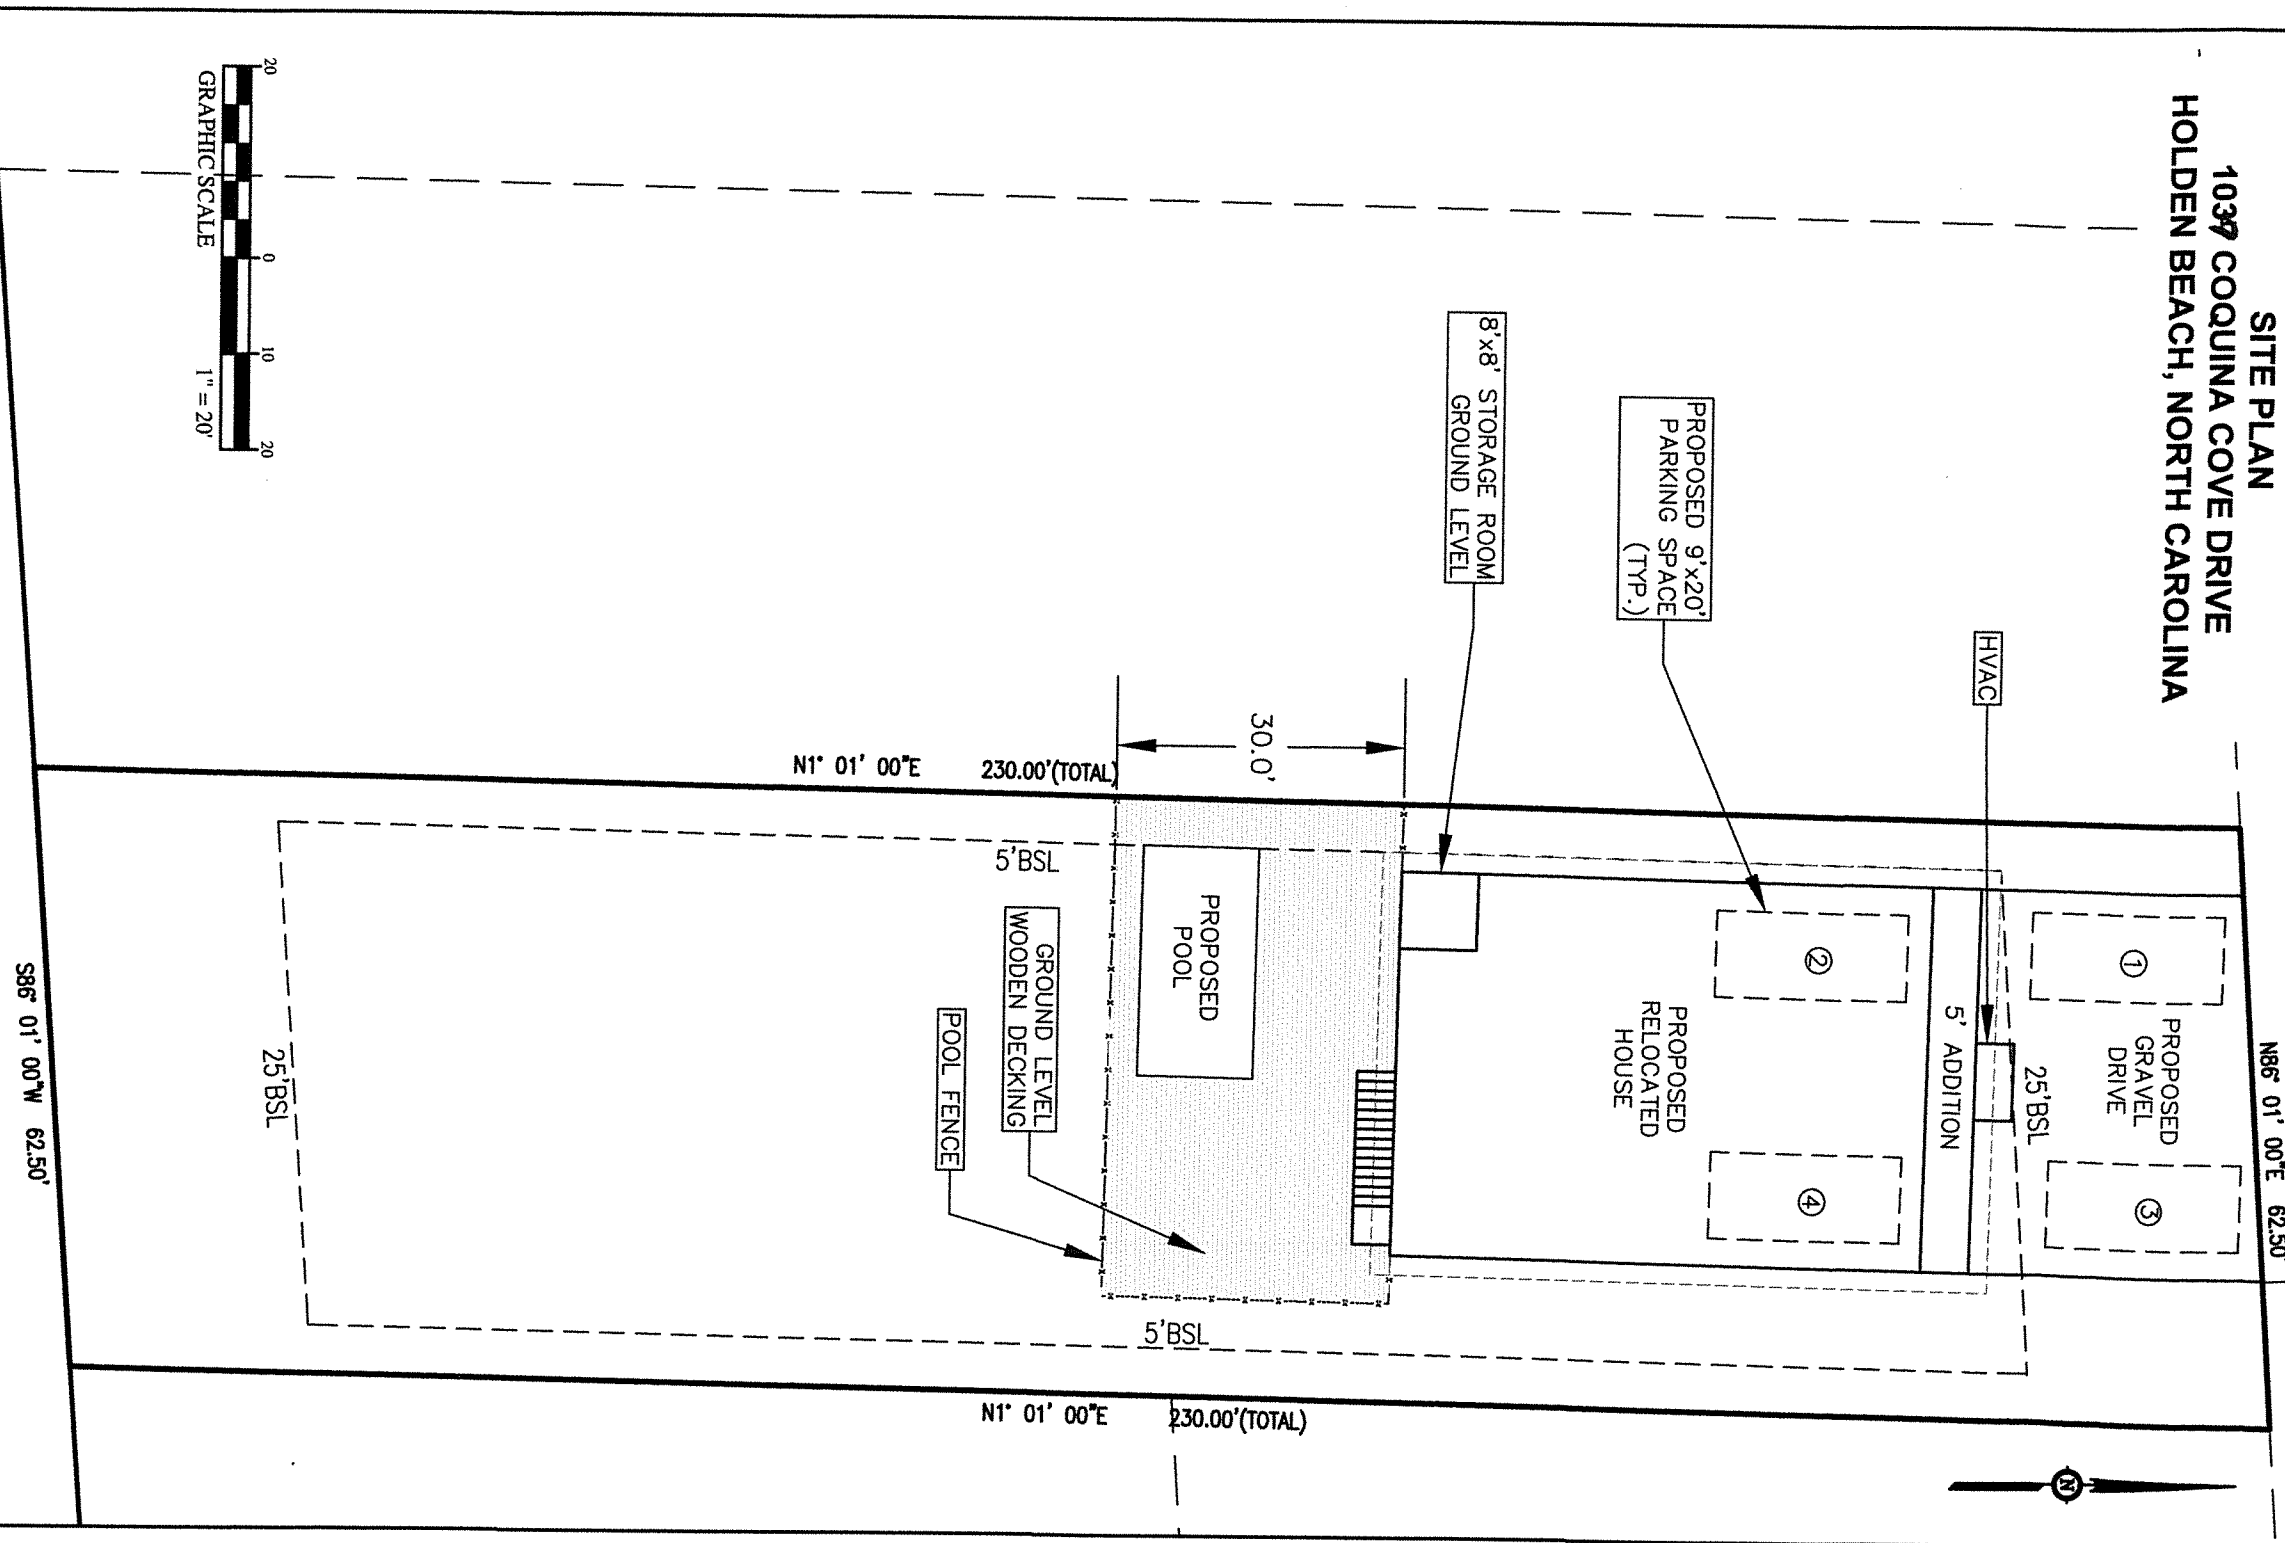 SITE PLAN
1039 COQUINA COVE DRIVE
HOLDEN BEACH, NORTH CAROLINA
N86° 01' 00"E 62.50'
PROPOSED
GRAVEL
DRIVE
①
③
25'BSL
HVAC
5' ADDITION
②
④
PROPOSED 9'x20'
PARKING SPACE
(TYP.)
PROPOSED
RELOCATED
HOUSE
8'x8' STORAGE ROOM
GROUND LEVEL
30.0'
PROPOSED
POOL
5'BSL
5'BSL
GROUND LEVEL
WOODEN DECKING
POOL FENCE
N1° 01' 00"E 230.00'(TOTAL)
N1° 01' 00"E 230.00'(TOTAL)
25'BSL
S86° 01' 00"W 62.50'
20 0 10 20
GRAPHIC SCALE 1" = 20'
N